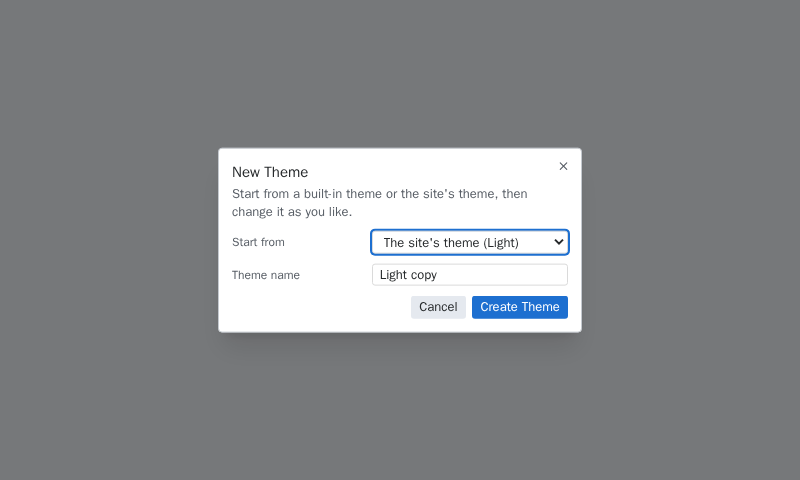 New Theme
×
Start from a built-in theme or the site's theme, then
change it as you like.
Start from
The site's theme (Light)
Theme name
Light copy
Cancel
Create Theme